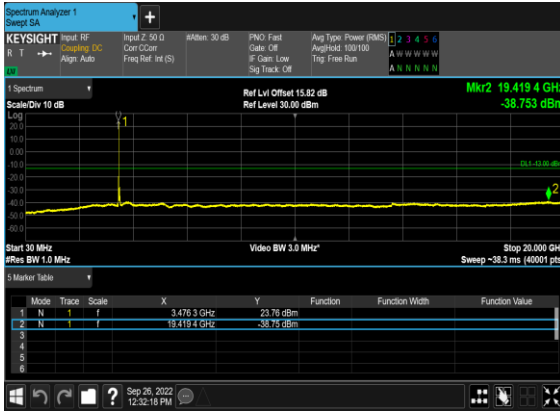 Spectrum Analyzer 1
Swept SA
+
KEYSIGHT Input: RF Input Z: 50 Ω #Atten: 30 dB PNO: Fast Avg Type: Power (RMS) 1 2 3 4 5 6
R T Coupling: DC Corr CCorr Gate: Off Avg|Hold: 100/100 A W W W W W
Align: Auto Freq Ref: Int (S) IF Gain: Low Trig: Free Run
Sig Track: Off A N N N N N
1 Spectrum Ref Lvl Offset 15.82 dB Mkr2 19.419 4 GHz
Scale/Div 10 dB Ref Level 30.00 dBm -38.753 dBm
Log
20.0
10.0
0.00
-10.0
-20.0
-30.0
-40.0
-50.0
-60.0
1
DL1 -13.00 dBm
2
Start 30 MHz Video BW 3.0 MHz* Stop 20.000 GH
#Res BW 1.0 MHz Sweep ~38.3 ms (40001 pts
5 Marker Table
Mode Trace Scale X Y Function Function Width Function Value
1 N 1 f 3.476 3 GHz 23.76 dBm
2 N 1 f 19.419 4 GHz -38.75 dBm
3
4
5
6
? Sep 26, 2022
12:32:18 PM